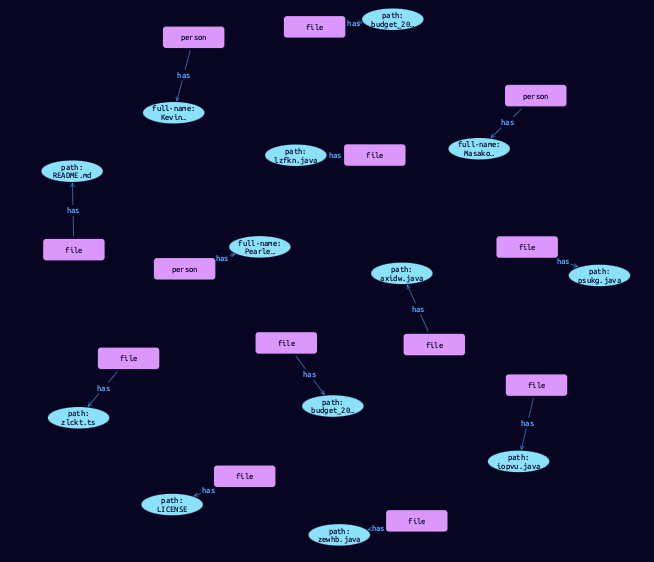 path:
budget_20…
file
has
person
has
full-name:
Kevin…
person
has
full-name:
Masako…
path:
lzfkn.java
has
file
path:
README.md
has
file
full-name:
Pearle…
has
person
file
has
path:
psukg.java
path:
axidw.java
has
file
file
has
path:
budget_20…
file
has
path:
zlckt.ts
file
has
path:
iopvu.java
file
has
path:
LICENSE
file
has
path:
zewhb.java